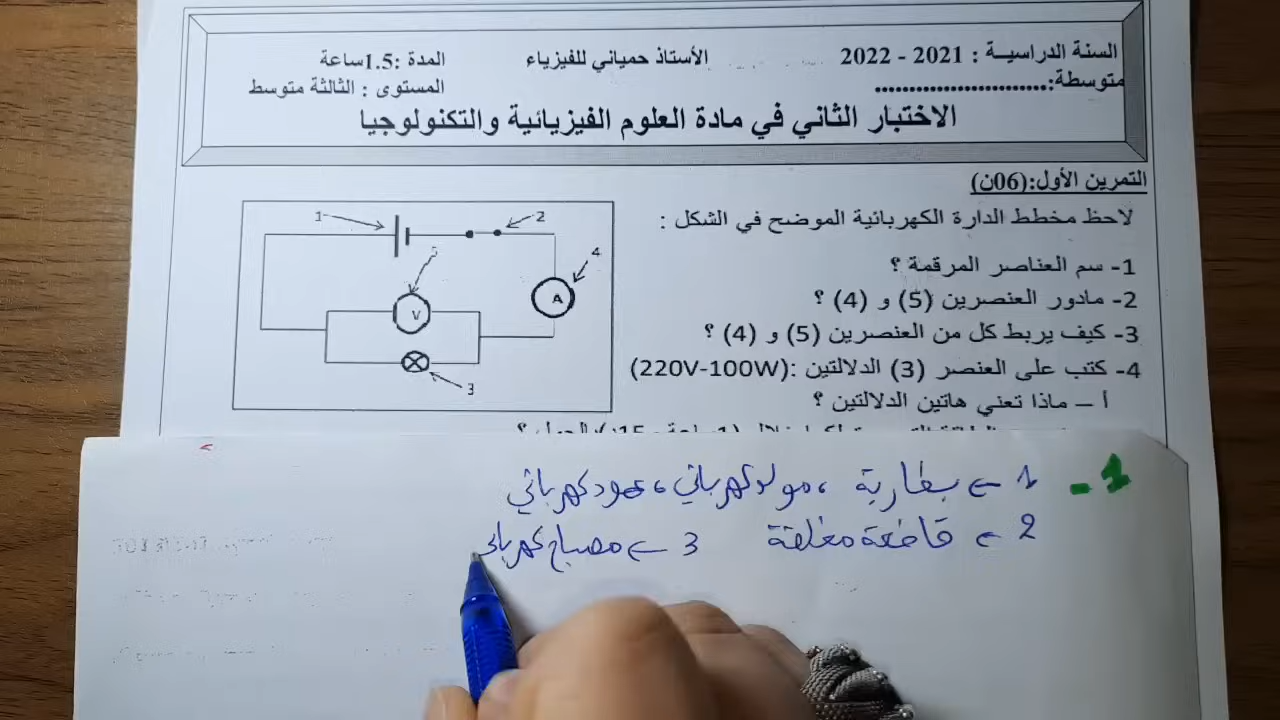 السنة الدراسيــة : 2021 - 2022
الأستاذ حمياني للفيزياء
المدة :1.5ساعة
متوسطة:.........................
المستوى : الثالثة متوسط
الاختبار الثاني في مادة العلوم الفيزيائية والتكنولوجيا
التمرين الأول:(06ن)
لاحظ مخطط الدارة الكهربائية الموضح في الشكل :
1- سم العناصر المرقمة ؟
2- مادور العنصرين (5) و (4) ؟
3- كيف يربط كل من العنصرين (5) و (4) ؟
4- كتب على العنصر (3) الدلالتين :(220V-100W)
أ – ماذا تعني هاتين الدلالتين ؟
1
2
5
4
A
V
3
1- 1 ← بطارية ، مولد كهربائي ، عمود كهربائي
2 ← قاطعة مغلقة 3 ← مصباح كهربائي